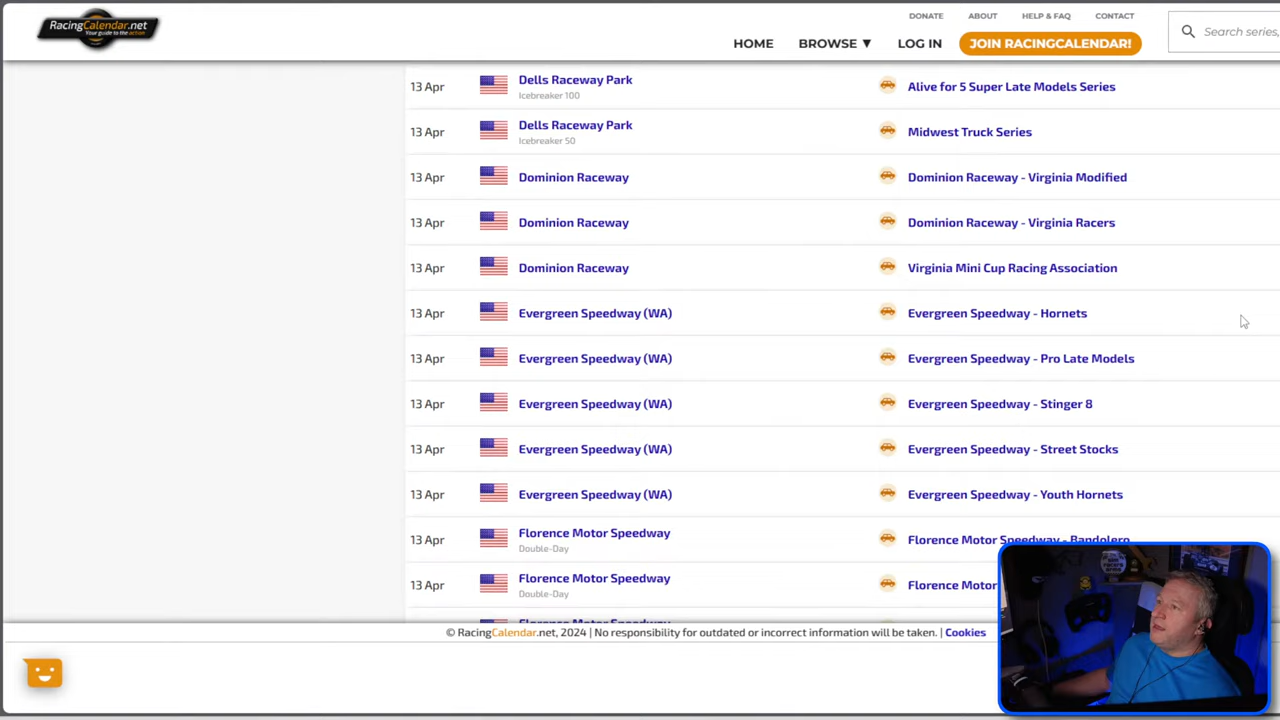 RacingCalendar.net
Your guide to the action
DONATE
ABOUT
HELP & FAQ
CONTACT
HOME
BROWSE ▼
LOG IN
JOIN RACINGCALENDAR!
Search series,
13 Apr Dells Raceway Park Alive for 5 Super Late Models Series
Icebreaker 100
13 Apr Dells Raceway Park Midwest Truck Series
Icebreaker 50
13 Apr Dominion Raceway Dominion Raceway - Virginia Modified
13 Apr Dominion Raceway Dominion Raceway - Virginia Racers
13 Apr Dominion Raceway Virginia Mini Cup Racing Association
13 Apr Evergreen Speedway (WA) Evergreen Speedway - Hornets
13 Apr Evergreen Speedway (WA) Evergreen Speedway - Pro Late Models
13 Apr Evergreen Speedway (WA) Evergreen Speedway - Stinger 8
13 Apr Evergreen Speedway (WA) Evergreen Speedway - Street Stocks
13 Apr Evergreen Speedway (WA) Evergreen Speedway - Youth Hornets
13 Apr Florence Motor Speedway Florence Motor Speedway - Bandolero
Double-Day
13 Apr Florence Motor Speedway Florence Motor
Double-Day
Florence Motor Speedway
© RacingCalendar.net, 2024 | No responsibility for outdated or incorrect information will be taken. | Cookies